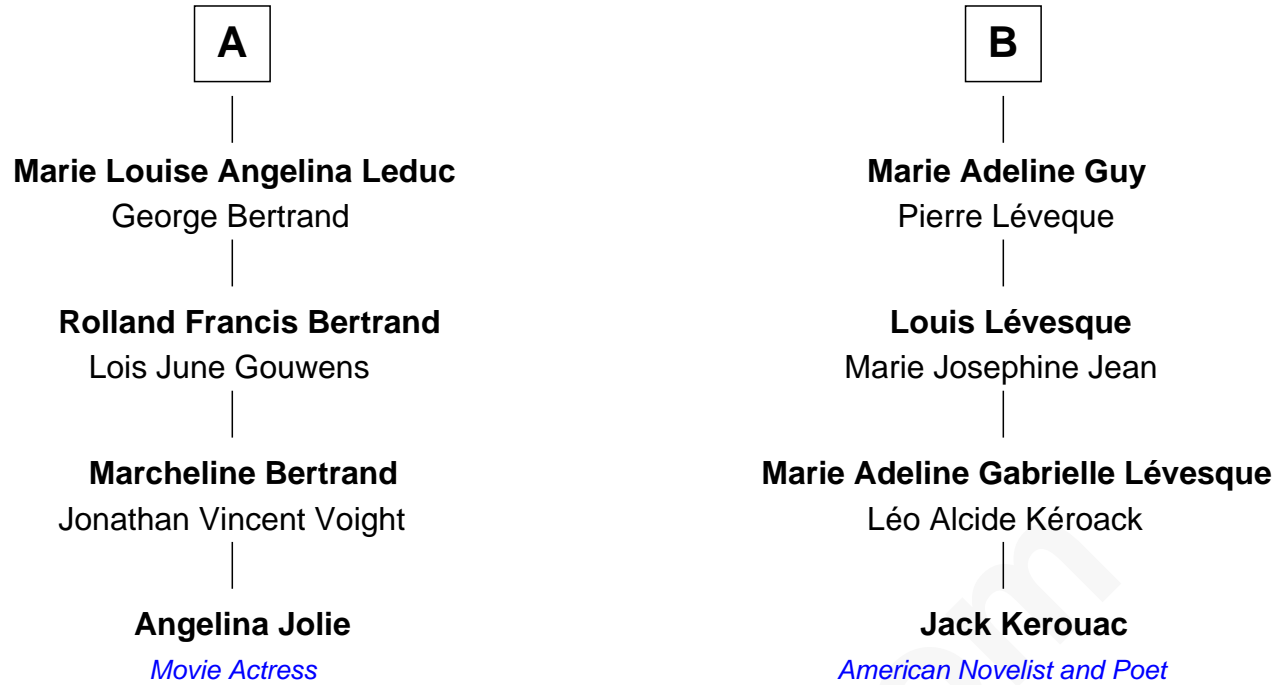 A
Marie Louise Angelina Leduc
George Bertrand
Rolland Francis Bertrand
Lois June Gouwens
Marcheline Bertrand
Jonathan Vincent Voight
Angelina Jolie
Movie Actress
B
Marie Adeline Guy
Pierre Léveque
Louis Lévesque
Marie Josephine Jean
Marie Adeline Gabrielle Lévesque
Léo Alcide Kéroack
Jack Kerouac
American Novelist and Poet